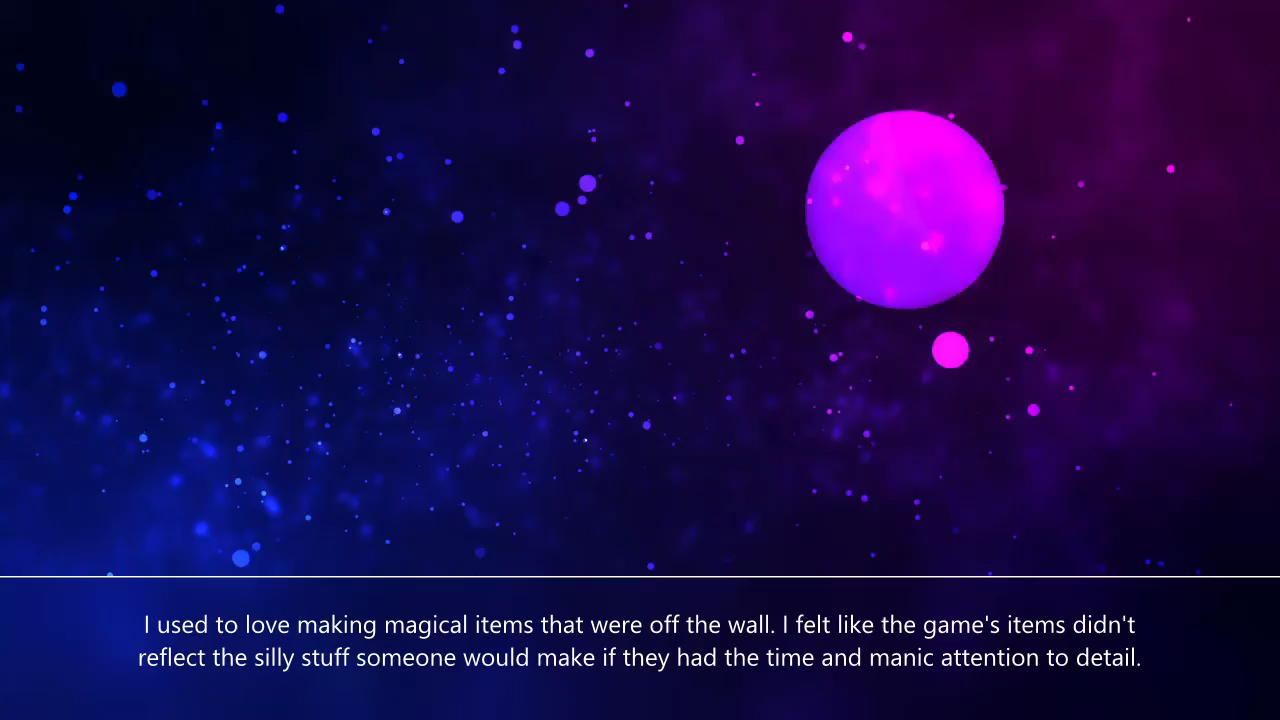 I used to love making magical items that were off the wall. I felt like the game's items didn't
reflect the silly stuff someone would make if they had the time and manic attention to detail.